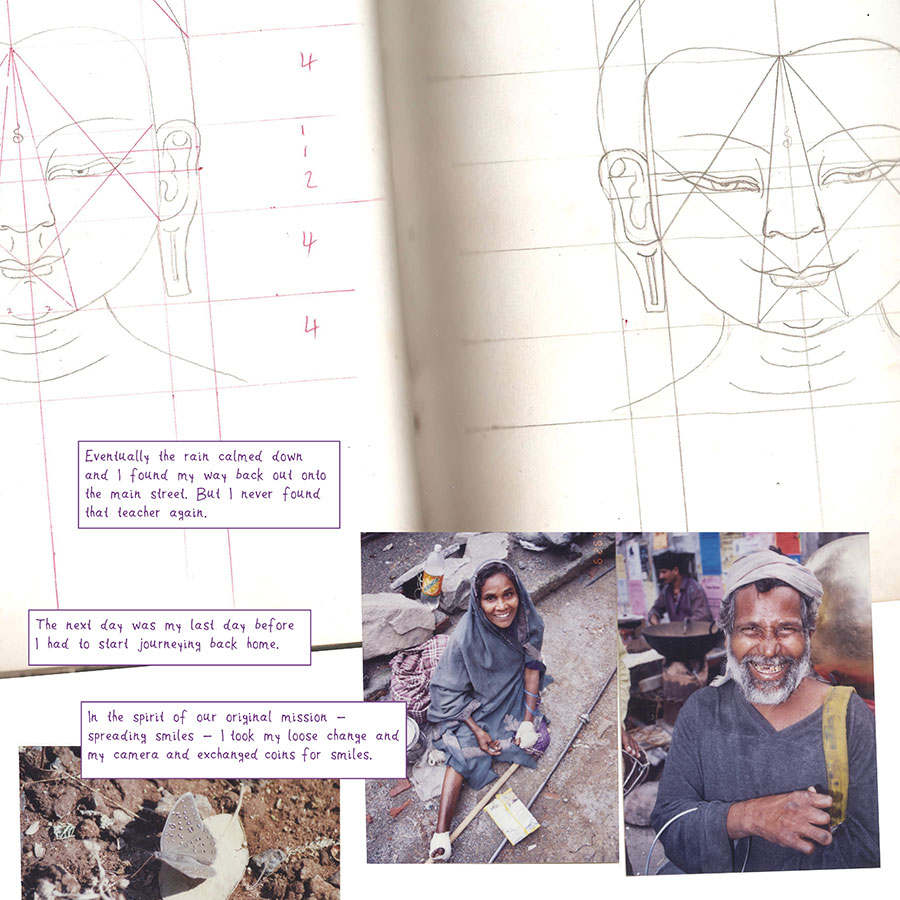 4
1
1
2
4
4
2 2
Eventually the rain calmed down
and I found my way back out onto
the main street. But I never found
that teacher again.
The next day was my last day before
I had to start journeying back home.
In the spirit of our original mission –
spreading smiles – I took my loose change and
my camera and exchanged coins for smiles.